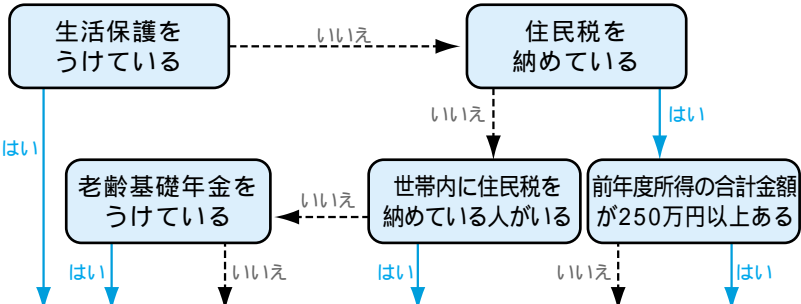 生活保護を
うけている
いいえ
住民税を
納めている
はい
いいえ
はい
老齢基礎年金を
うけている
いいえ
世帯内に住民税を
納めている人がいる
前年度所得の合計金額
が250万円以上ある
はい
いいえ
はい
いいえ
はい